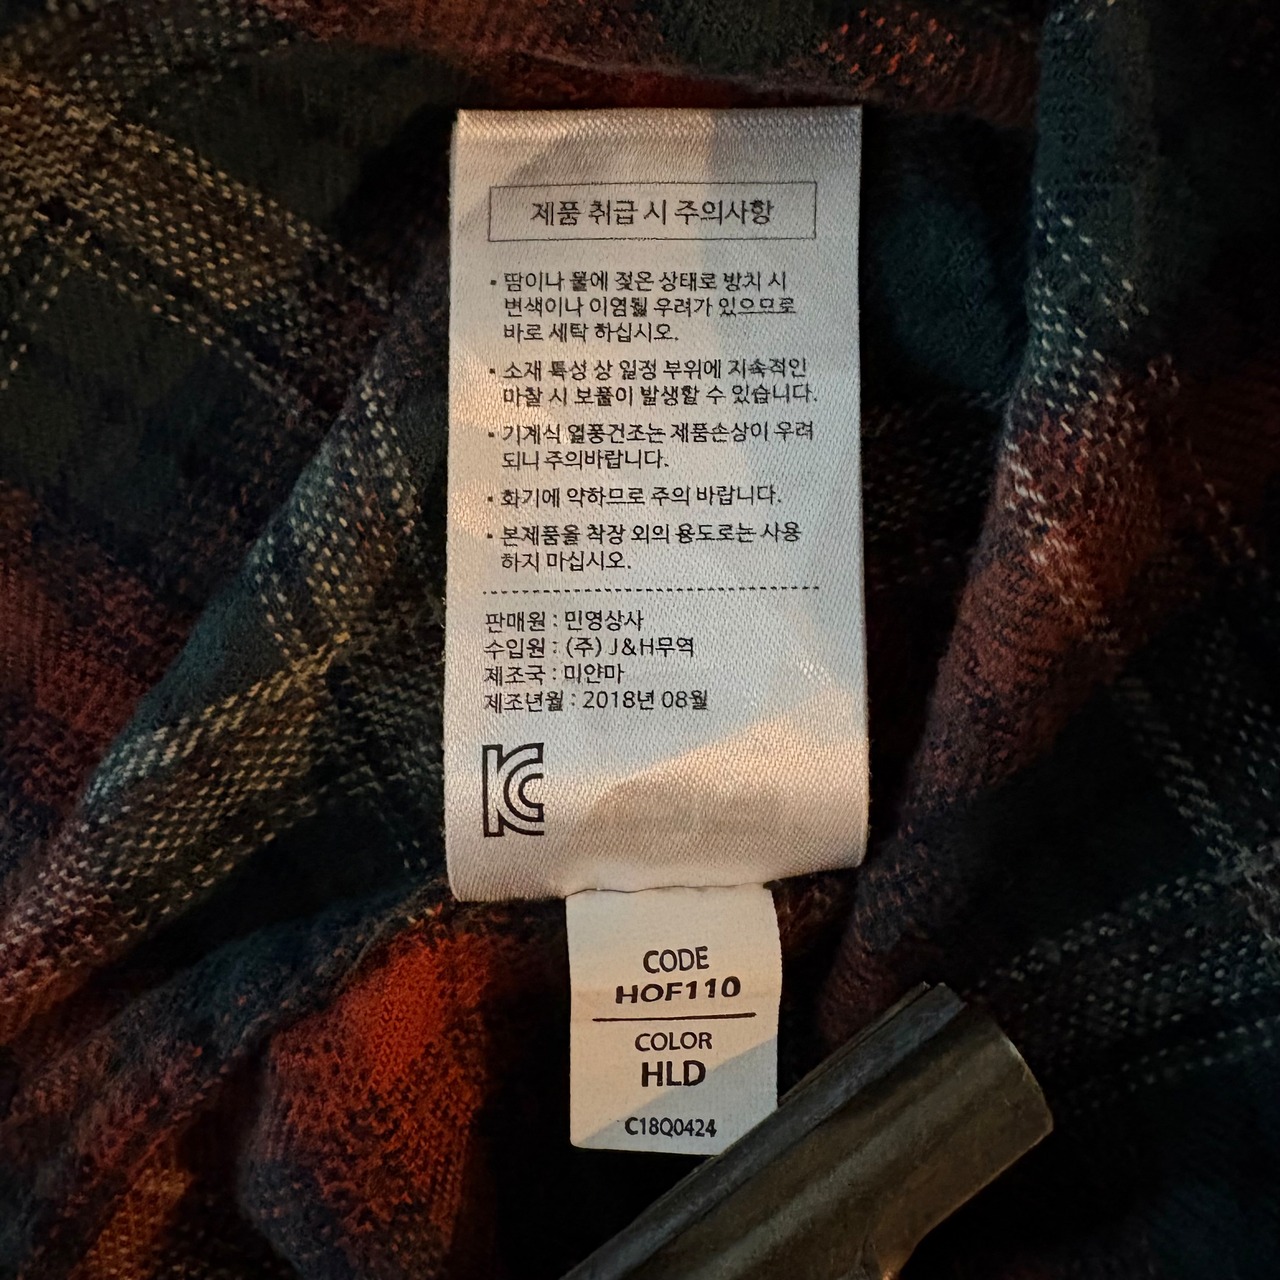 제품 취급 시 주의사항
• 땀이나 물에 젖은 상태로 방치 시
변색이나 이염될 우려가 있으므로
바로 세탁 하십시오.
• 소재 특성 상 일정 부위에 지속적인
마찰 시 보풀이 발생할 수 있습니다.
• 기계식 열풍건조는 제품손상이 우려
되니 주의바랍니다.
• 화기에 약하므로 주의 바랍니다.
• 본제품을 착장 외의 용도로는 사용
하지 마십시오.
판매원 : 민영상사
수입원 : (주) J&H무역
제조국 : 미얀마
제조년월 : 2018년 08월
KC
CODE
HOF110
COLOR
HLD
C18Q0424